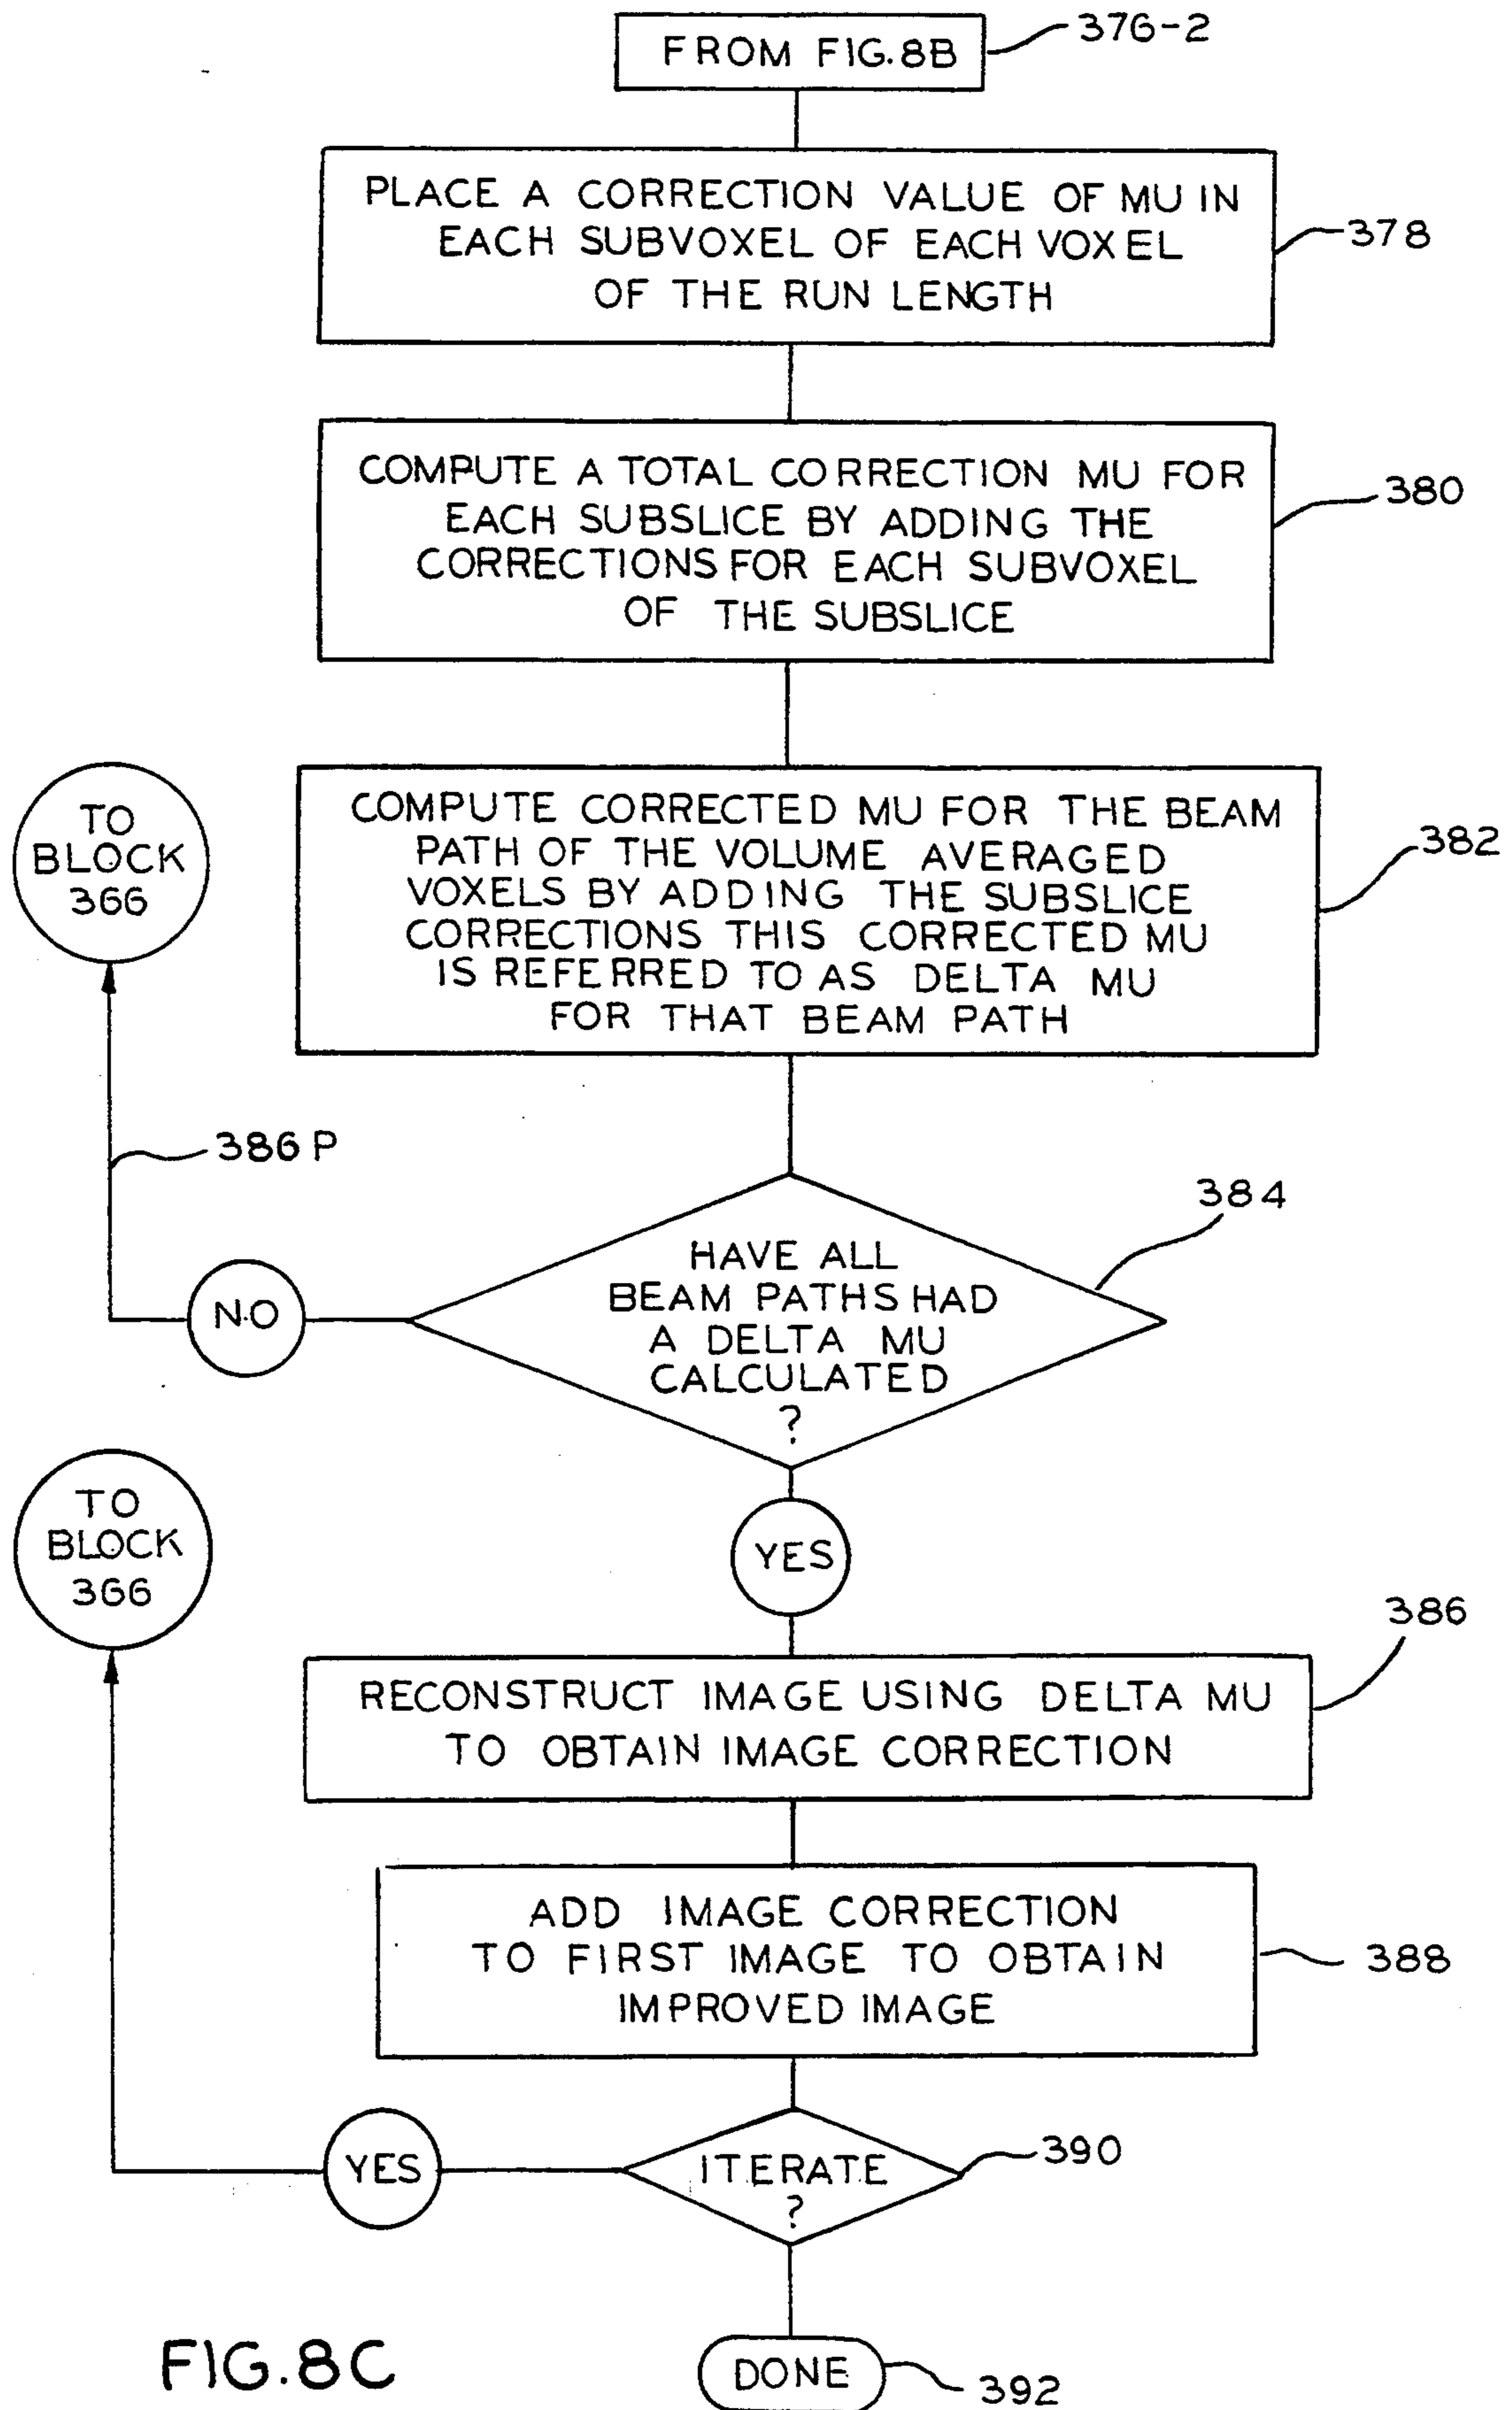 FROM FIG.8B
376-2
PLACE A CORRECTION VALUE OF MU IN
EACH SUBVOXEL OF EACH VOXEL
OF THE RUN LENGTH
378
COMPUTE A TOTAL CORRECTION MU FOR
EACH SUBSLICE BY ADDING THE
CORRECTIONS FOR EACH SUBVOXEL
OF THE SUBSLICE
380
COMPUTE CORRECTED MU FOR THE BEAM
PATH OF THE VOLUME AVERAGED
VOXELS BY ADDING THE SUBSLICE
CORRECTIONS THIS CORRECTED MU
IS REFERRED TO AS DELTA MU
FOR THAT BEAM PATH
382
TO
BLOCK
366
386P
NO
HAVE ALL
BEAM PATHS HAD
A DELTA MU
CALCULATED
?
384
YES
TO
BLOCK
366
RECONSTRUCT IMAGE USING DELTA MU
TO OBTAIN IMAGE CORRECTION
386
ADD IMAGE CORRECTION
TO FIRST IMAGE TO OBTAIN
IMPROVED IMAGE
388
YES
ITERATE
?
390
DONE
392
FIG.8C